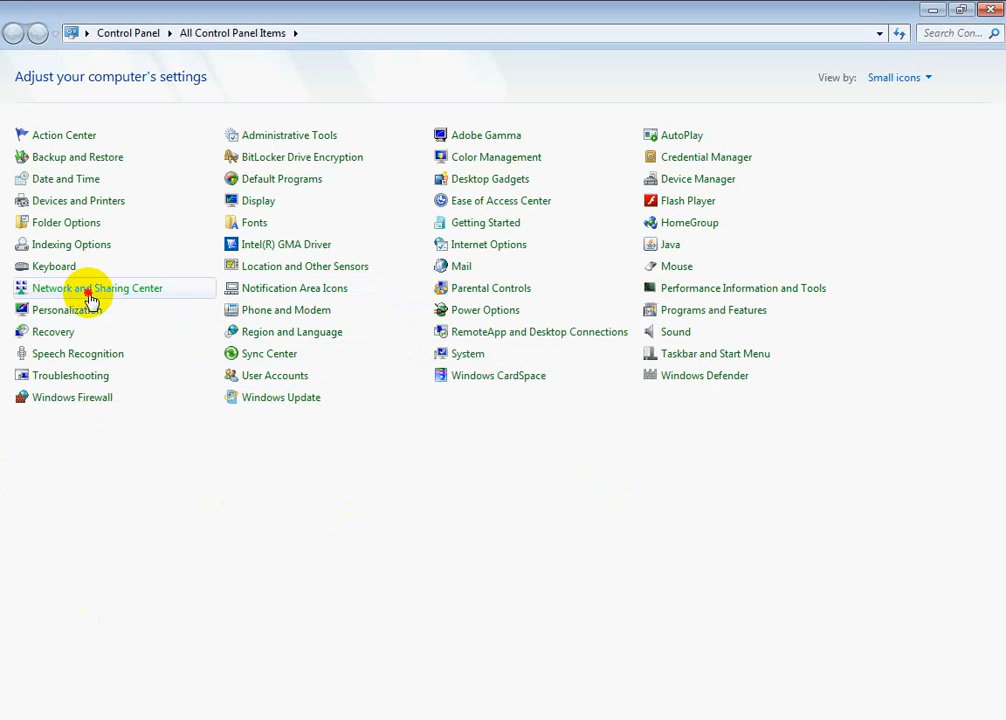 Control Panel All Control Panel Items Search Con...
Adjust your computer's settings View by: Small icons
Action Center Administrative Tools Adobe Gamma AutoPlay
Backup and Restore BitLocker Drive Encryption Color Management Credential Manager
Date and Time Default Programs Desktop Gadgets Device Manager
Devices and Printers Display Ease of Access Center Flash Player
Folder Options Fonts Getting Started HomeGroup
Indexing Options Intel(R) GMA Driver Internet Options Java
Keyboard Location and Other Sensors Mail Mouse
Network and Sharing Center Notification Area Icons Parental Controls Performance Information and Tools
Personalization Phone and Modem Power Options Programs and Features
Recovery Region and Language RemoteApp and Desktop Connections Sound
Speech Recognition Sync Center System Taskbar and Start Menu
Troubleshooting User Accounts Windows CardSpace Windows Defender
Windows Firewall Windows Update